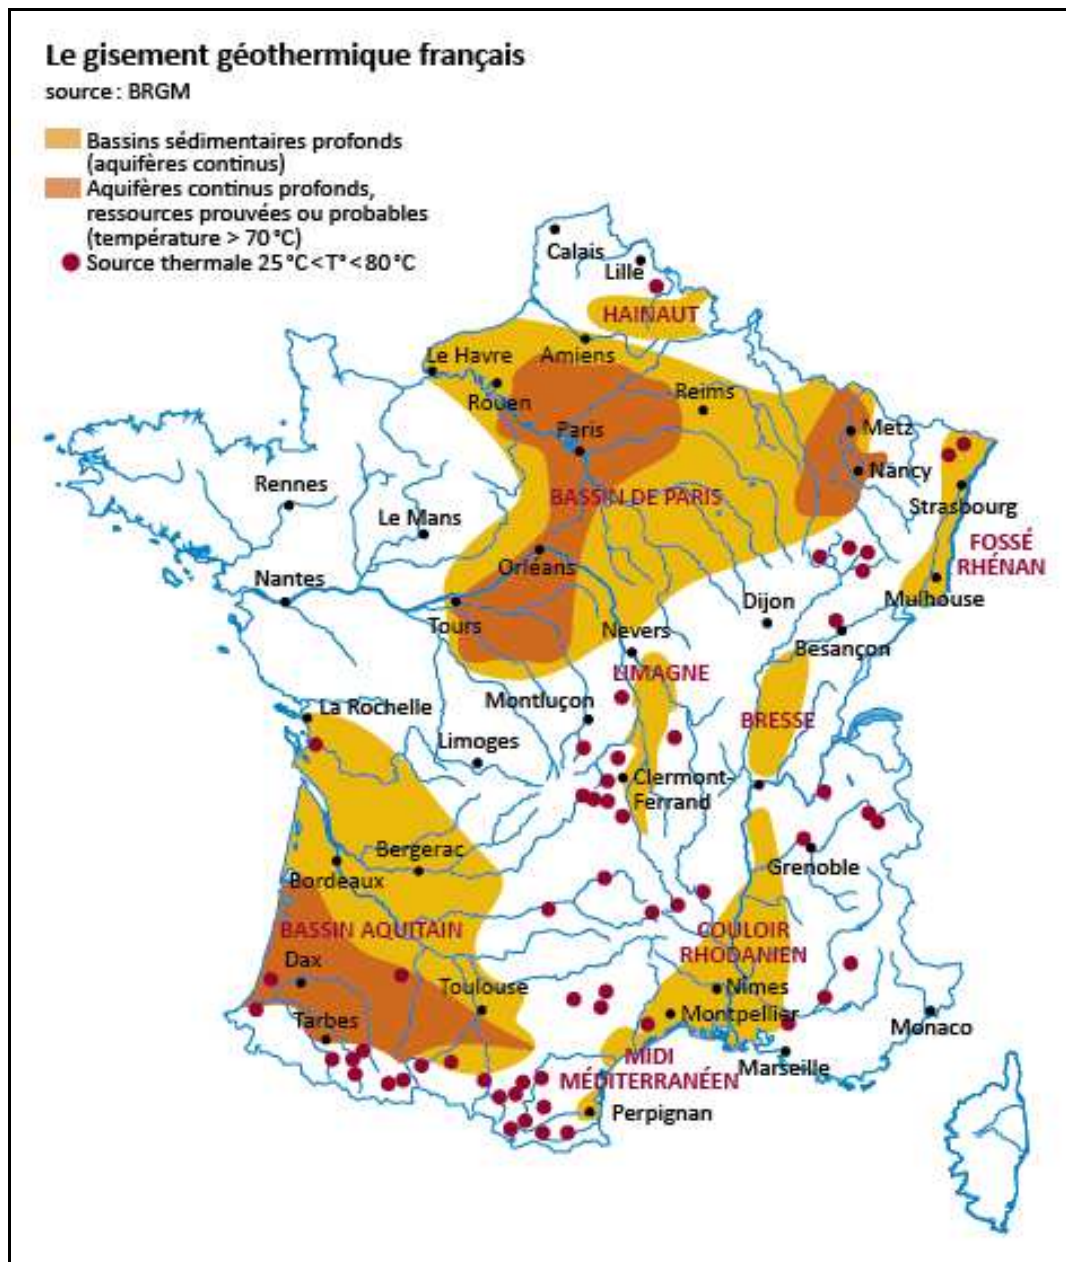 Le gisement géothermique français
source : BRGM
Bassins sédimentaires profonds
(aquifères continus)
Aquifères continus profonds,
ressources prouvées ou probables
(température > 70 °C)
Source thermale 25 °C < T° < 80 °C
Calais
Lille
HAINAUT
Le Havre
Amiens
Rouen
Reims
Paris
Metz
Nancy
BASSIN DE PARIS
Rennes
Strasbourg
Le Mans
FOSSÉ
RHÉNAN
Orléans
Nantes
Mulhouse
Dijon
Tours
Nevers
Besançon
LIMAGNE
Montluçon
La Rochelle
BRESSE
Limoges
Clermont-
Ferrand
Bergerac
Grenoble
Bordeaux
BASSIN AQUITAIN
COULOIR
RHODANIEN
Dax
Toulouse
Nîmes
Montpellier
Tarbes
Monaco
MIDI
MÉDITERRANÉEN
Marseille
Perpignan